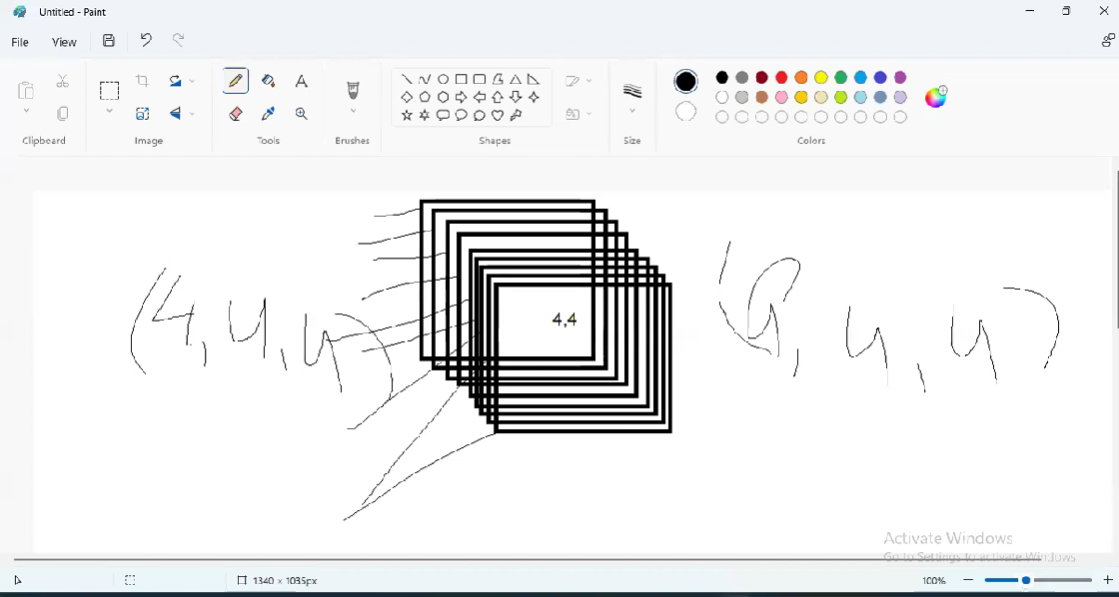 Untitled - Paint
File View
Clipboard Image Tools Brushes Shapes Size Colors
(4,4,4)
4,4
(9,4,4)
Activate Windows
Go to Settings to activate Windows.
1340 × 1035px 100%